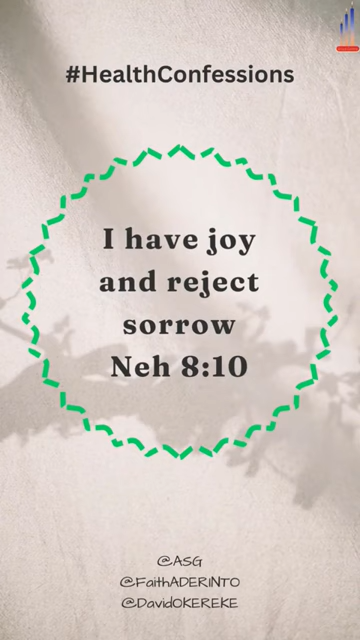 #HealthConfessions
I have joy
and reject
sorrow
Neh 8:10
@ASG
@FaithADERINTO
@DavidOKEREKE